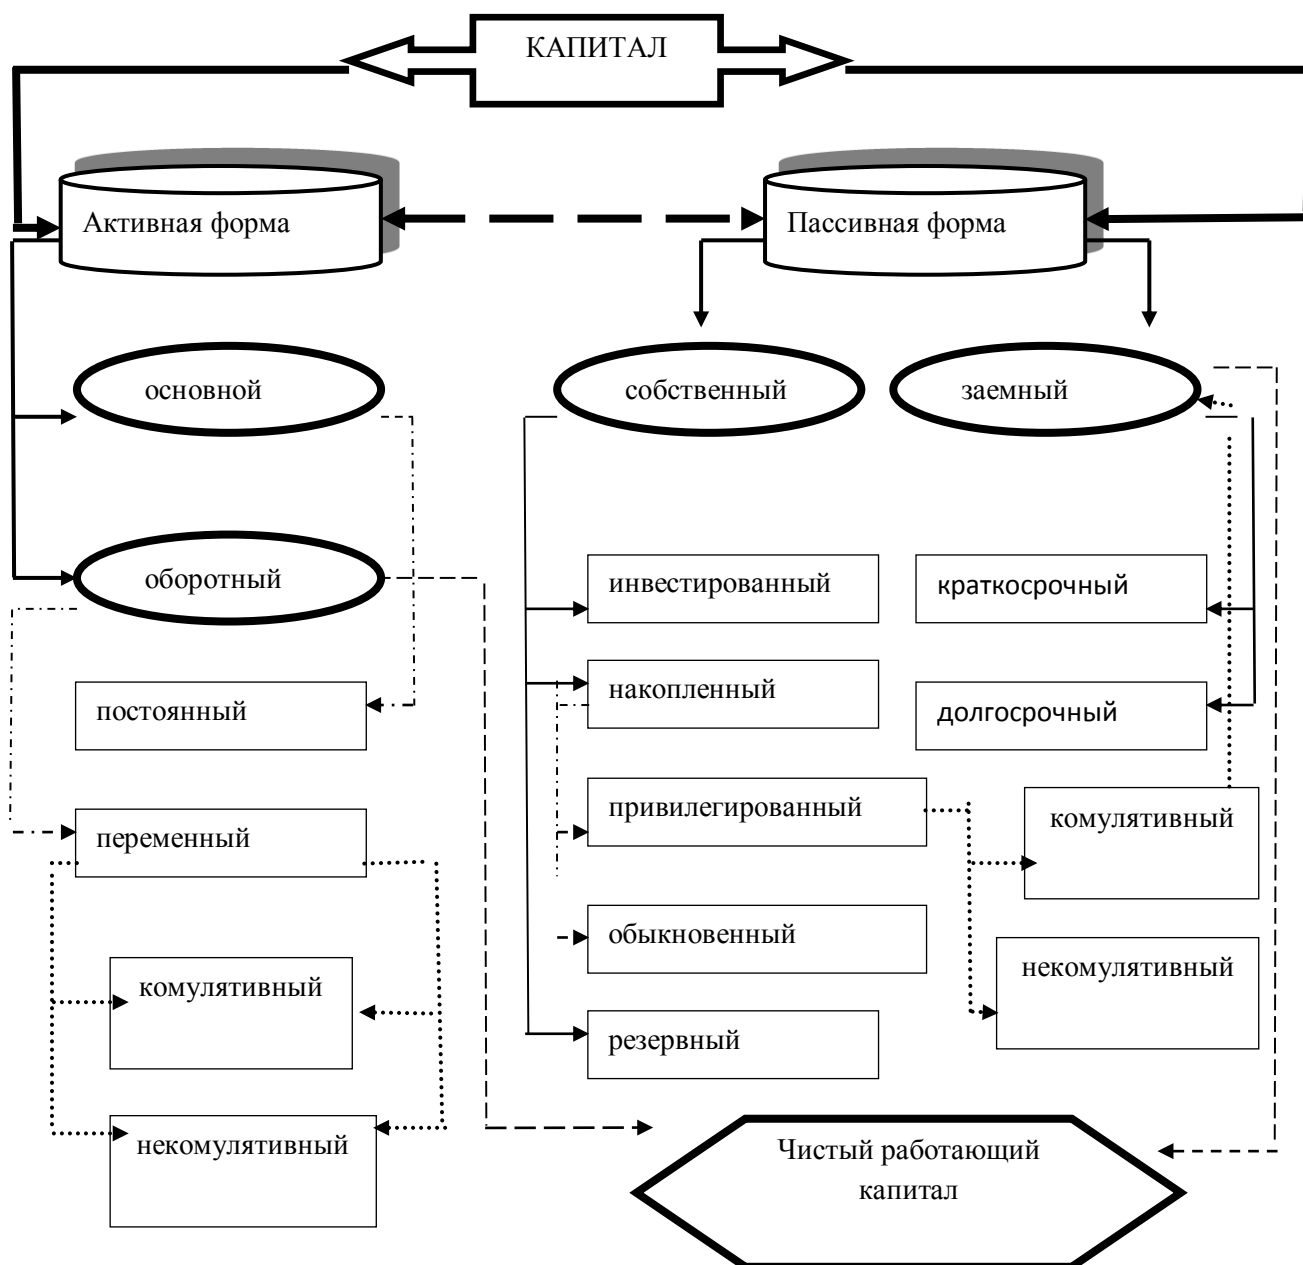 КАПИТАЛ
Активная форма
Пассивная форма
основной
собственный
заемный
оборотный
инвестированный
краткосрочный
постоянный
накопленный
долгосрочный
переменный
привилегированный
комулятивный
обыкновенный
некомулятивный
комулятивный
резервный
некомулятивный
Чистый работающий
капитал